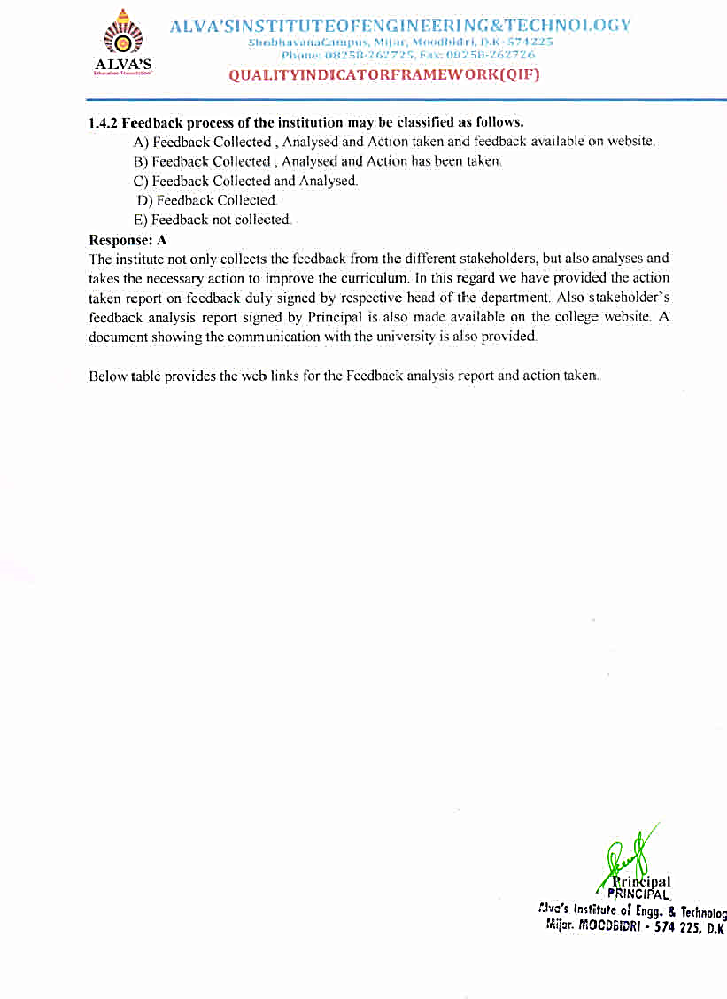 ALVA'SINSTITUTEOFENGINEERING&TECHNOLOGY
ShobhavanaCampus, Mijar, Moodbidri, D.K-574225
Phone: 08258-262725, Fax: 08258-262726
ALVA'S
Education Foundation
QUALITYINDICATORFRAMEWORK(QIF)
1.4.2 Feedback process of the institution may be classified as follows.
A) Feedback Collected , Analysed and Action taken and feedback available on website.
B) Feedback Collected , Analysed and Action has been taken.
C) Feedback Collected and Analysed.
D) Feedback Collected.
E) Feedback not collected.
Response: A
The institute not only collects the feedback from the different stakeholders, but also analyses and
takes the necessary action to improve the curriculum. In this regard we have provided the action
taken report on feedback duly signed by respective head of the department. Also stakeholder's
feedback analysis report signed by Principal is also made available on the college website. A
document showing the communication with the university is also provided.
Below table provides the web links for the Feedback analysis report and action taken.
Principal
PRINCIPAL
Alva's Institute of Engg. & Technolog
Mijar. MOODBIDRI - 574 225, D.K